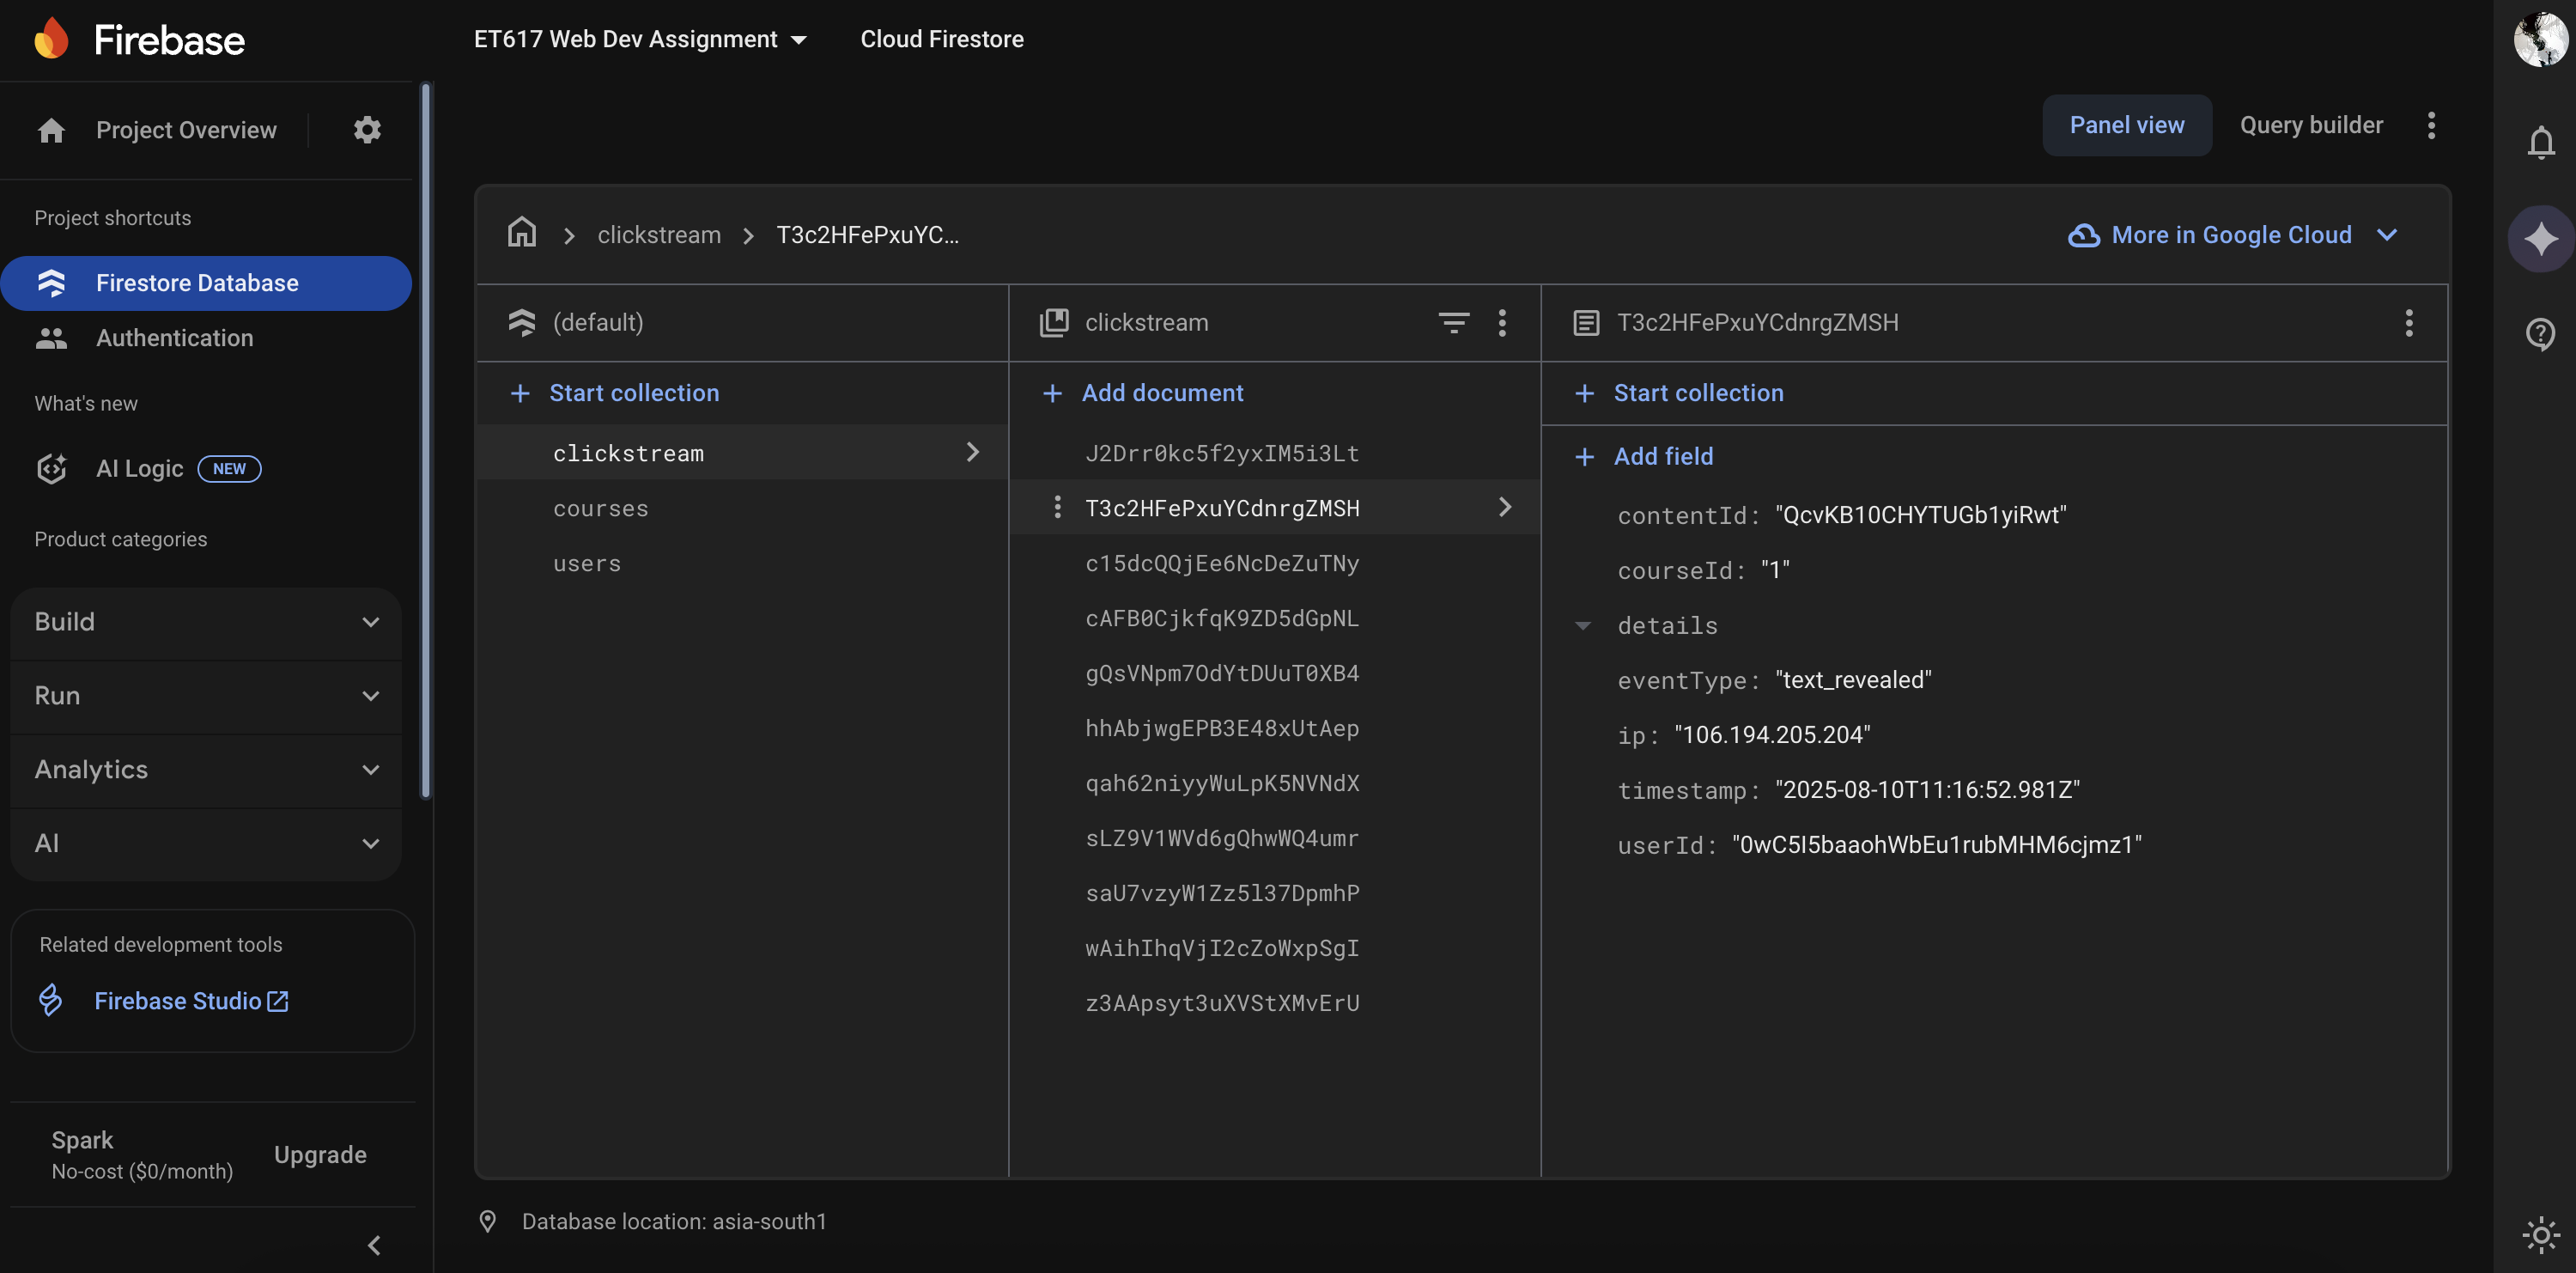 Firebase
ET617 Web Dev Assignment
Cloud Firestore
Project Overview
Panel view
Query builder
Project shortcuts
Firestore Database
Authentication
What's new
AI Logic NEW
Product categories
Build
Run
Analytics
AI
Related development tools
Firebase Studio
Spark
No-cost ($0/month)
Upgrade
clickstream
T3c2HFePxuYC...
More in Google Cloud
(default)
Start collection
clickstream
courses
users
clickstream
Add document
J2Drr0kc5f2yxIM5i3Lt
T3c2HFePxuYCdnrgZMSH
c15dcQQjEe6NcDeZuTNy
cAFB0CjkfqK9ZD5dGpNL
gQsVNpm7OdYtDUuT0XB4
hhAbjwgEPB3E48xUtAep
qah62niyyWuLpK5NVNdX
sLZ9V1WVd6gQhwWQ4umr
saU7vzyW1Zz5l37DpmhP
wAihIhqVjI2cZoWxpSgI
z3AApsyt3uXVStXMvErU
T3c2HFePxuYCdnrgZMSH
Start collection
Add field
contentId: "QcvKB10CHYTUGb1yiRwt"
courseId: "1"
details
eventType: "text_revealed"
ip: "106.194.205.204"
timestamp: "2025-08-10T11:16:52.981Z"
userId: "0wC5I5baaohWbEu1rubMHM6cjmz1"
Database location: asia-south1